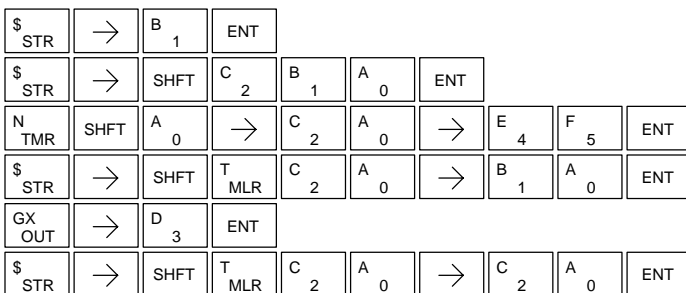 $ STR → B 1 ENT
$ STR → SHFT C 2 B 1 A 0 ENT
N TMR SHFT A 0 → C 2 A 0 → E 4 F 5 ENT
$ STR → SHFT T MLR C 2 A 0 → B 1 A 0 ENT
GX OUT → D 3 ENT
$ STR → SHFT T MLR C 2 A 0 → C 2 A 0 ENT